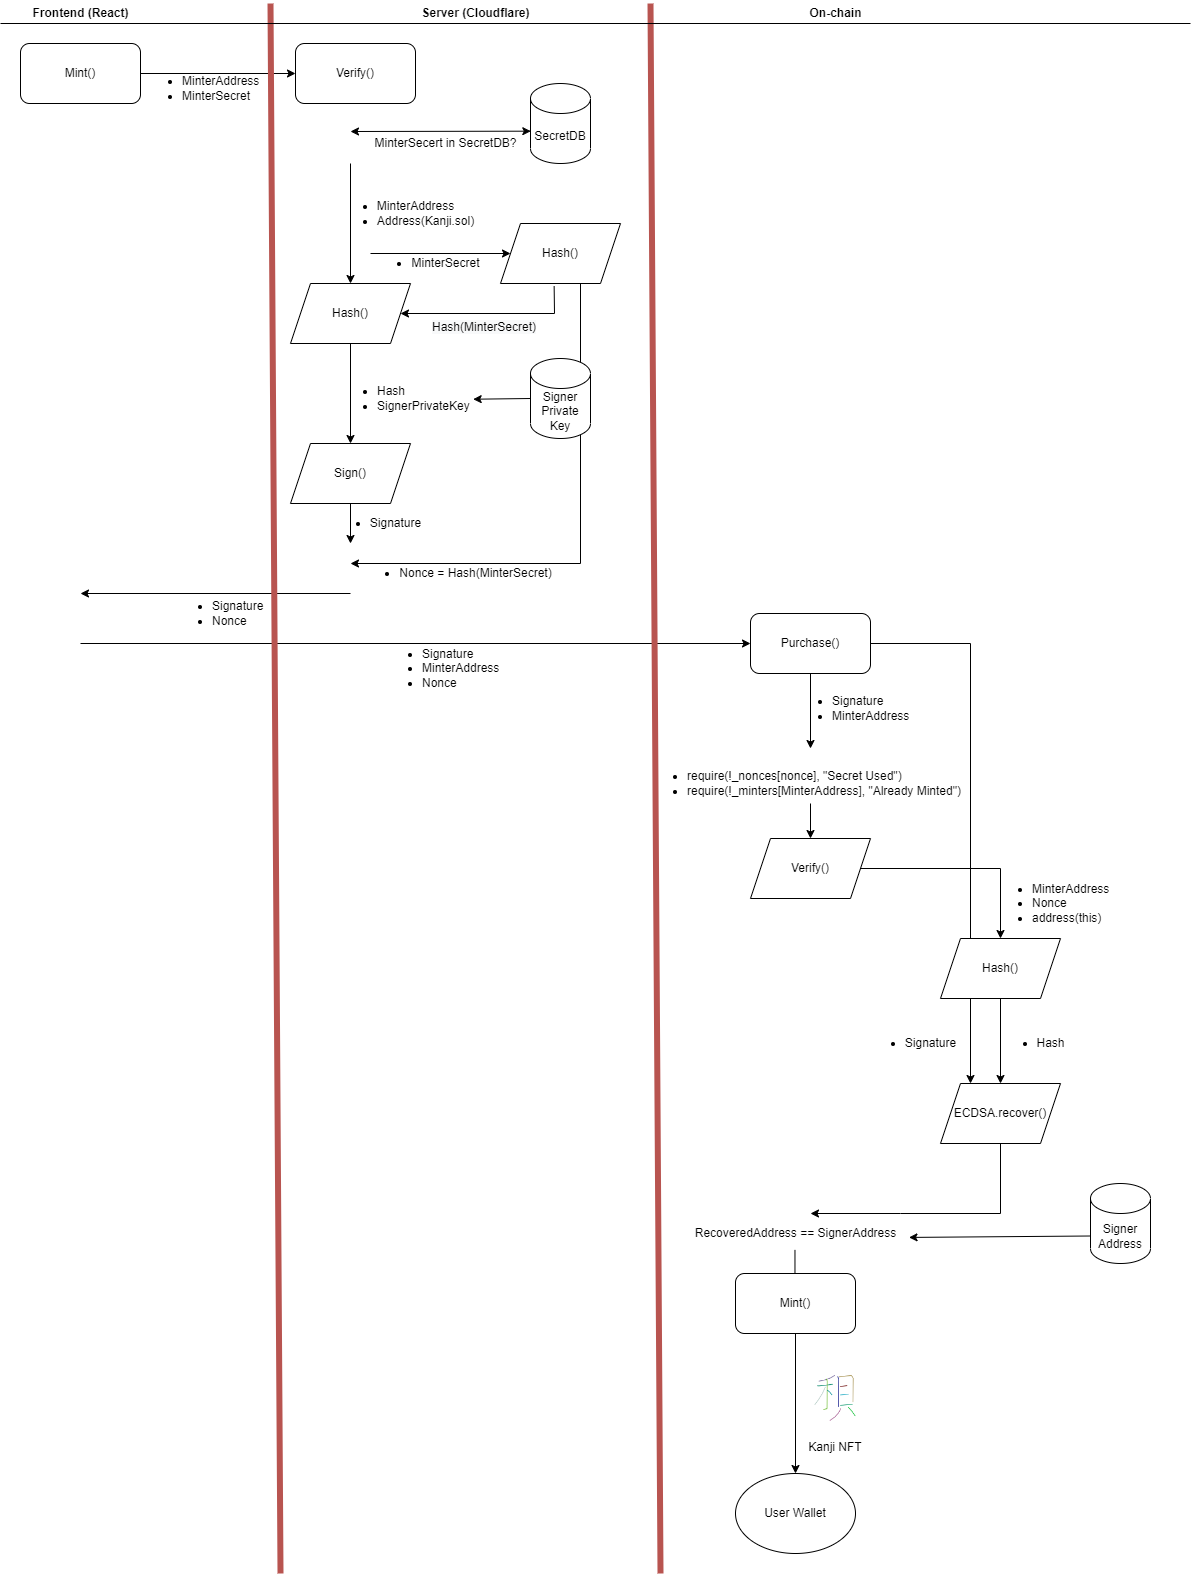 Frontend (React)
Server (Cloudflare)
On-chain
Mint()
MinterAddress
MinterSecret
Verify()
SecretDB
MinterSecert in SecretDB?
MinterAddress
Address(Kanji.sol)
MinterSecret
Hash()
Hash()
Hash(MinterSecret)
Hash
SignerPrivateKey
Signer
Private
Key
Sign()
Signature
Nonce = Hash(MinterSecret)
Signature
Nonce
Signature
MinterAddress
Nonce
Purchase()
Signature
MinterAddress
require(!_nonces[nonce], "Secret Used")
require(!_minters[MinterAddress], "Already Minted")
Verify()
MinterAddress
Nonce
address(this)
Hash()
Signature
Hash
ECDSA.recover()
RecoveredAddress == SignerAddress
Signer
Address
Mint()
Kanji NFT
User Wallet